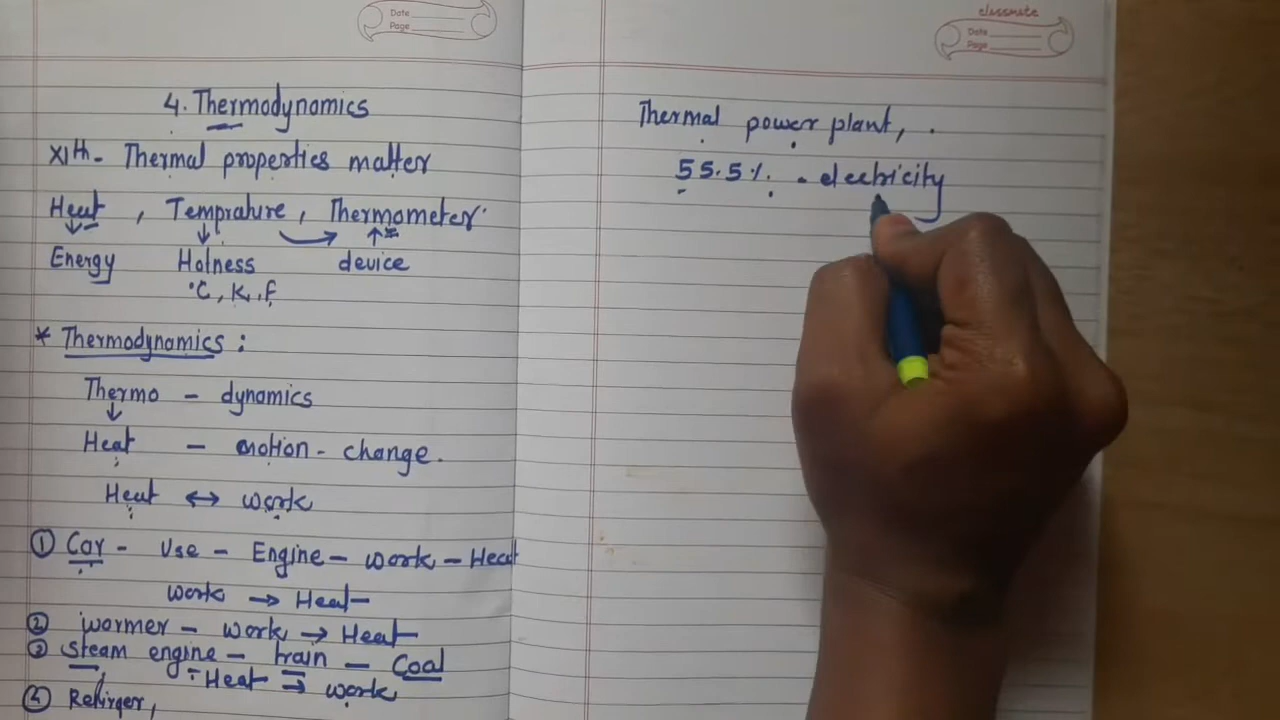 Date
Page
4. Thermodynamics
XIth- Thermal properties matter
Heat , Temprature , Thermometer
Energy Hotness device
°C, K, F
* Thermodynamics :
Thermo - dynamics
Heat - motion - change.
Heat ↔ work
① Car - Use - Engine - work - Heat
work → Heat
② warmer - work → Heat
③ Steam engine - train - Coal
Heat → work
④ Refirger,
classmate
Date
Page
Thermal power plant,
55.5% - electricity